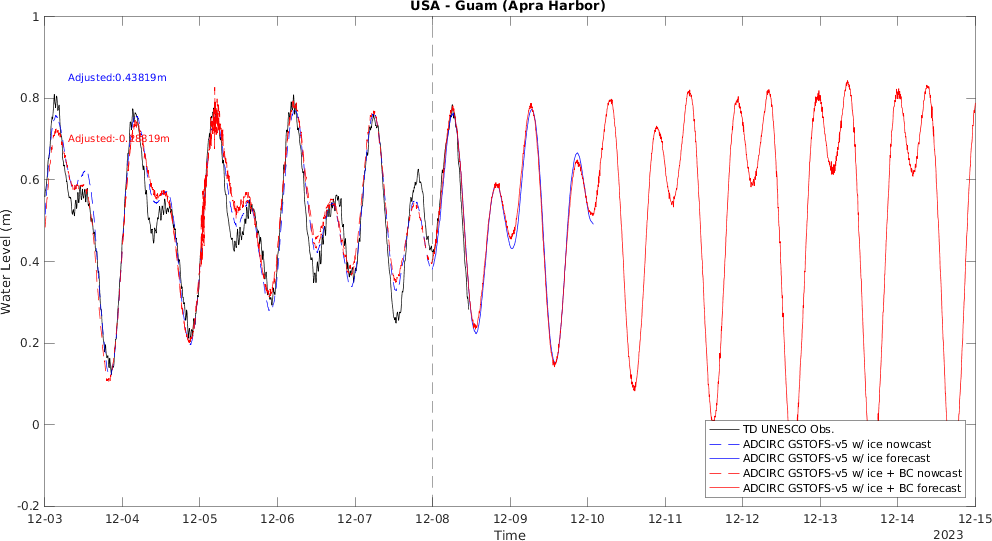 USA - Guam (Apra Harbor)
1
0.8
0.6
0.4
0.2
0
-0.2
Water Level (m)
Adjusted:0.43819m
Adjusted:-0.28819m
TD UNESCO Obs.
ADCIRC GSTOFS-v5 w/ ice nowcast
ADCIRC GSTOFS-v5 w/ ice forecast
ADCIRC GSTOFS-v5 w/ ice + BC nowcast
ADCIRC GSTOFS-v5 w/ ice + BC forecast
12-03 12-04 12-05 12-06 12-07 12-08 12-09 12-10 12-11 12-12 12-13 12-14 12-15
Time
2023